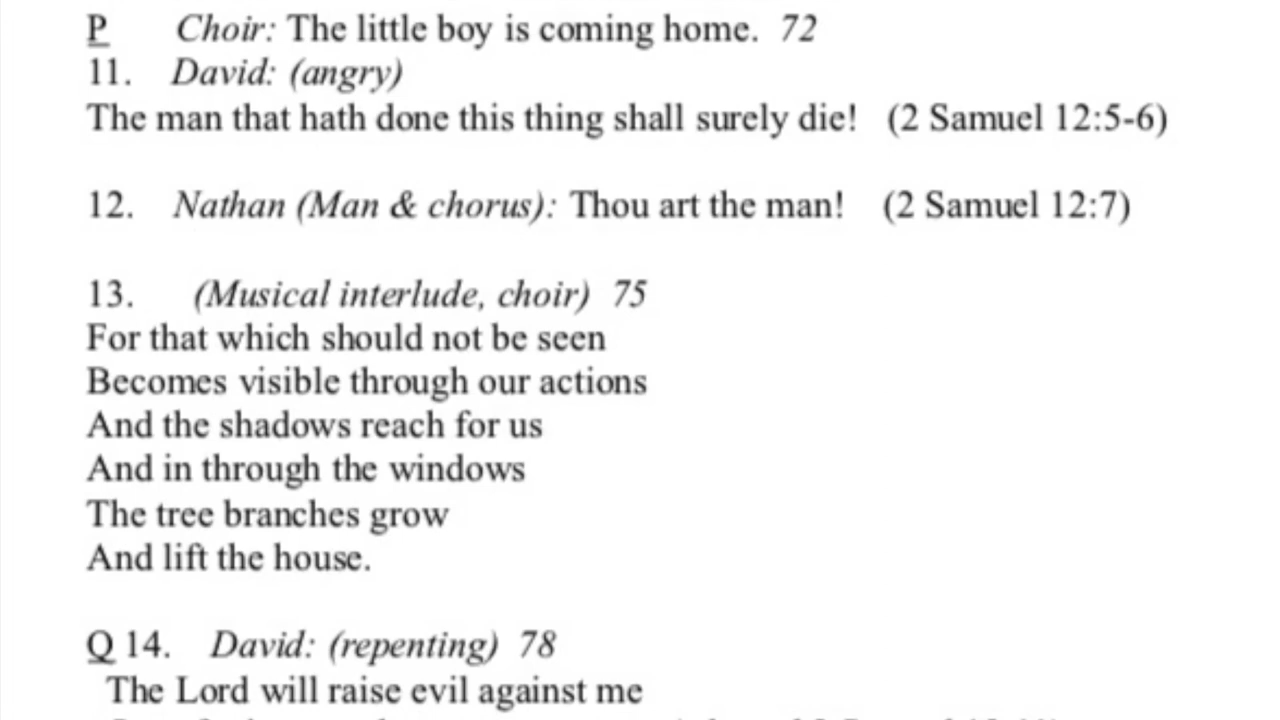 P Choir: The little boy is coming home. 72
11. David: (angry)
The man that hath done this thing shall surely die! (2 Samuel 12:5-6)
12. Nathan (Man & chorus): Thou art the man! (2 Samuel 12:7)
13. (Musical interlude, choir) 75
For that which should not be seen
Becomes visible through our actions
And the shadows reach for us
And in through the windows
The tree branches grow
And lift the house.
Q 14. David: (repenting) 78
The Lord will raise evil against me